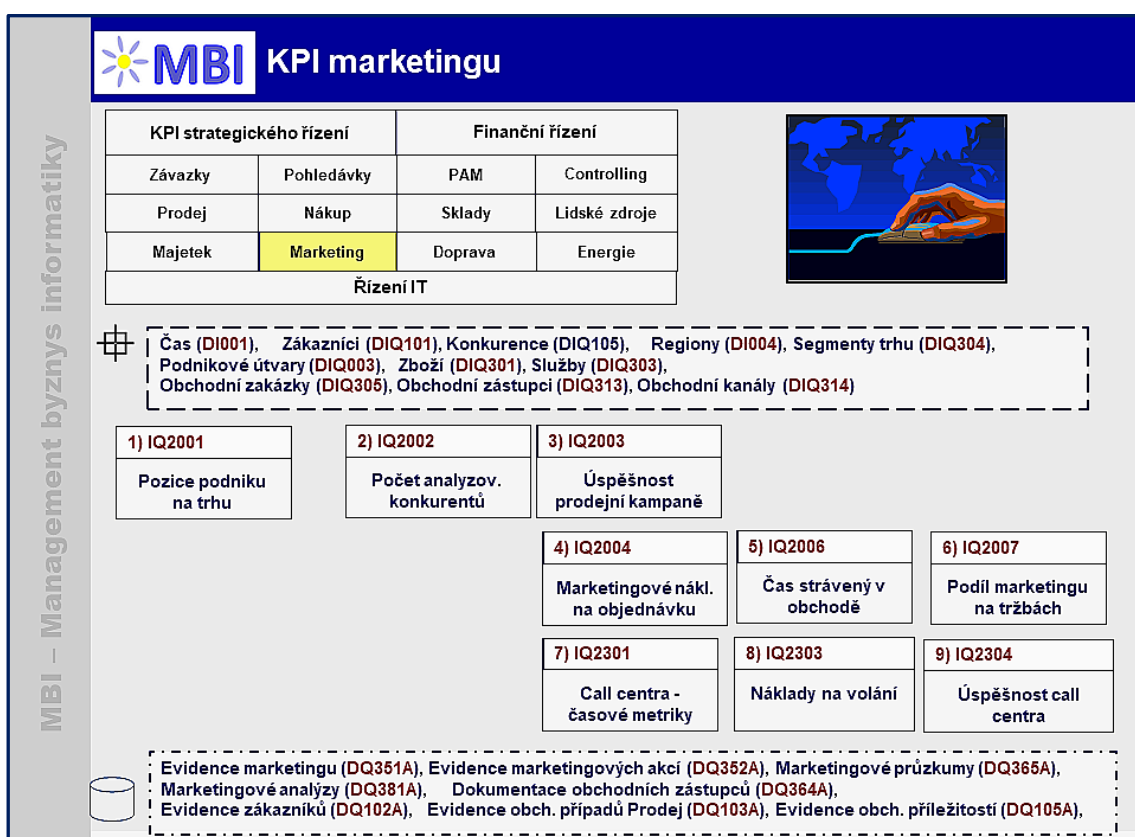 MBI KPI marketingu
MBI – Management byznys informatiky
KPI strategického řízení Finanční řízení
Závazky Pohledávky PAM Controlling
Prodej Nákup Sklady Lidské zdroje
Majetek Marketing Doprava Energie
Řízení IT
Čas (DI001), Zákazníci (DIQ101), Konkurence (DIQ105), Regiony (DI004), Segmenty trhu (DIQ304),
Podnikové útvary (DIQ003), Zboží (DIQ301), Služby (DIQ303),
Obchodní zakázky (DIQ305), Obchodní zástupci (DIQ313), Obchodní kanály (DIQ314)
1) IQ2001
Pozice podniku
na trhu
2) IQ2002
Počet analyzov.
konkurentů
3) IQ2003
Úspěšnost
prodejní kampaně
4) IQ2004
Marketingové nákl.
na objednávku
5) IQ2006
Čas strávený v
obchodě
6) IQ2007
Podíl marketingu
na tržbách
7) IQ2301
Call centra -
časové metriky
8) IQ2303
Náklady na volání
9) IQ2304
Úspěšnost call
centra
Evidence marketingu (DQ351A), Evidence marketingových akcí (DQ352A), Marketingové průzkumy (DQ365A),
Marketingové analýzy (DQ381A), Dokumentace obchodních zástupců (DQ364A),
Evidence zákazníků (DQ102A), Evidence obch. případů Prodej (DQ103A), Evidence obch. příležitostí (DQ105A),